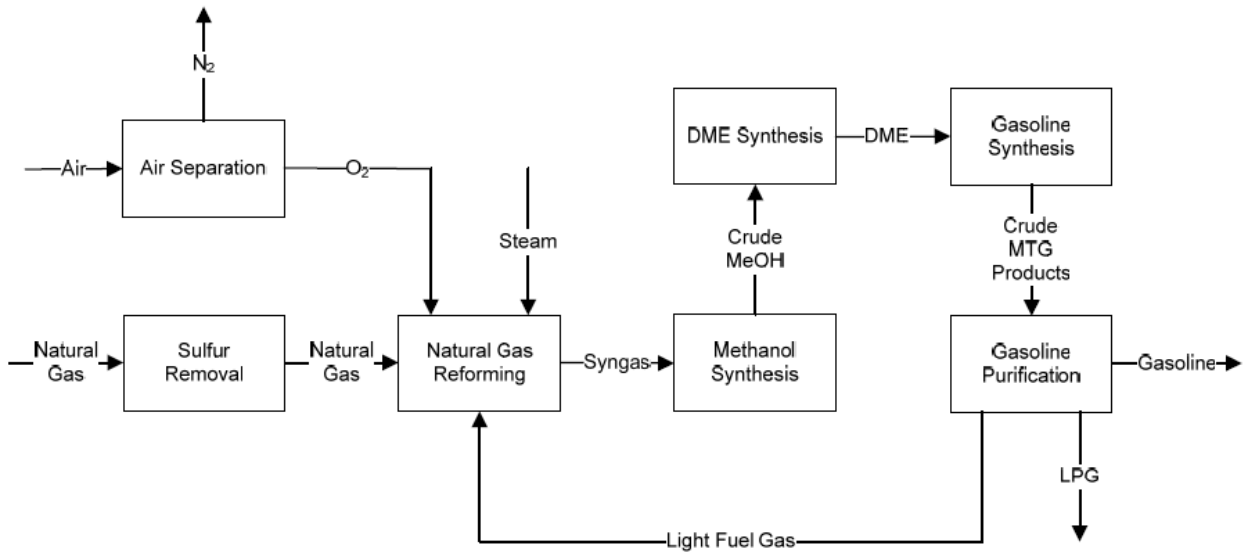 N₂
Air
Air Separation
O₂
Steam
Natural
Gas
Sulfur
Removal
Natural
Gas
Natural Gas
Reforming
Syngas
Methanol
Synthesis
Crude
MeOH
DME Synthesis
DME
Gasoline
Synthesis
Crude
MTG
Products
Gasoline
Purification
Gasoline
LPG
Light Fuel Gas